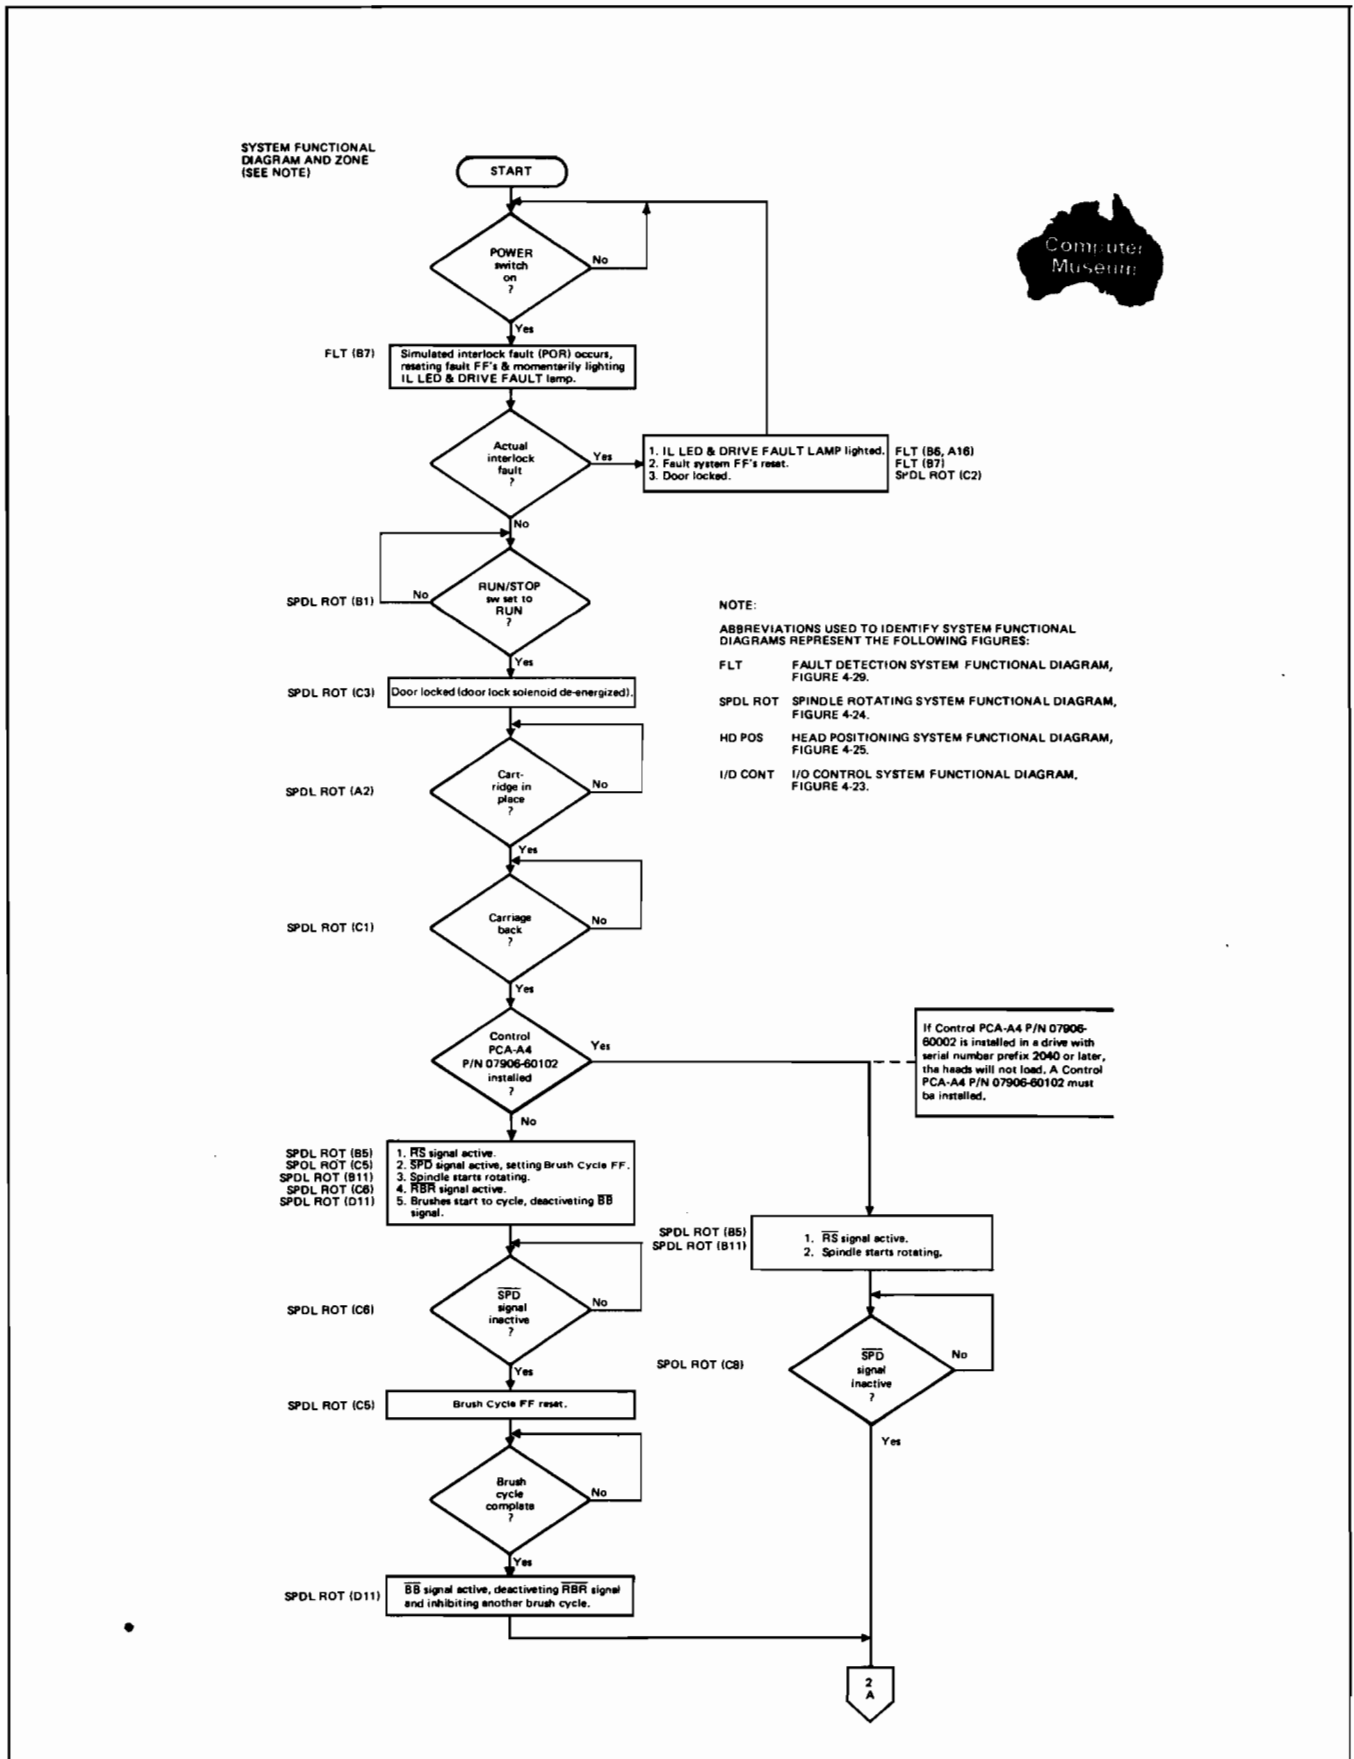 SYSTEM FUNCTIONAL
DIAGRAM AND ZONE
(SEE NOTE)
START
Computer
Museum
POWER
switch
on
?
No
Yes
FLT (B7)
Simulated interlock fault (POR) occurs,
resetting fault FF's & momentarily lighting
IL LED & DRIVE FAULT lamp.
Actual
interlock
fault
?
Yes
No
1. IL LED & DRIVE FAULT LAMP lighted.
2. Fault system FF's reset.
3. Door locked.
FLT (B6, A16)
FLT (B7)
SPDL ROT (C2)
SPDL ROT (B1)
No
RUN/STOP
sw set to
RUN
?
Yes
NOTE:
ABBREVIATIONS USED TO IDENTIFY SYSTEM FUNCTIONAL
DIAGRAMS REPRESENT THE FOLLOWING FIGURES:
FLT FAULT DETECTION SYSTEM FUNCTIONAL DIAGRAM,
FIGURE 4-29.
SPDL ROT SPINDLE ROTATING SYSTEM FUNCTIONAL DIAGRAM,
FIGURE 4-24.
HD POS HEAD POSITIONING SYSTEM FUNCTIONAL DIAGRAM,
FIGURE 4-25.
I/D CONT I/O CONTROL SYSTEM FUNCTIONAL DIAGRAM,
FIGURE 4-23.
SPDL ROT (C3)
Door locked (door lock solenoid de-energized).
SPDL ROT (A2)
Cart-
ridge in
place
?
No
Yes
SPDL ROT (C1)
Carriage
back
?
No
Yes
Control
PCA-A4
P/N 07906-60102
installed
?
Yes
No
If Control PCA-A4 P/N 07906-
60002 is installed in a drive with
serial number prefix 2040 or later,
the heads will not load. A Control
PCA-A4 P/N 07906-60102 must
be installed.
SPDL ROT (B5)
SPOL ROT (C5)
SPDL ROT (B11)
SPDL ROT (C6)
SPDL ROT (D11)
1. R̅S̅ signal active.
2. S̅P̅D̅ signal active, setting Brush Cycle FF.
3. Spindle starts rotating.
4. R̅B̅R̅ signal active.
5. Brushes start to cycle, deactivating B̅B̅
signal.
SPDL ROT (B5)
SPDL ROT (B11)
1. R̅S̅ signal active.
2. Spindle starts rotating.
SPDL ROT (C6)
S̅P̅D̅
signal
inactive
?
No
Yes
SPOL ROT (C8)
S̅P̅D̅
signal
inactive
?
No
Yes
SPDL ROT (C5)
Brush Cycle FF reset.
Brush
cycle
complete
?
No
Yes
SPDL ROT (D11)
B̅B̅ signal active, deactivating R̅B̅R̅ signal
and inhibiting another brush cycle.
2
A